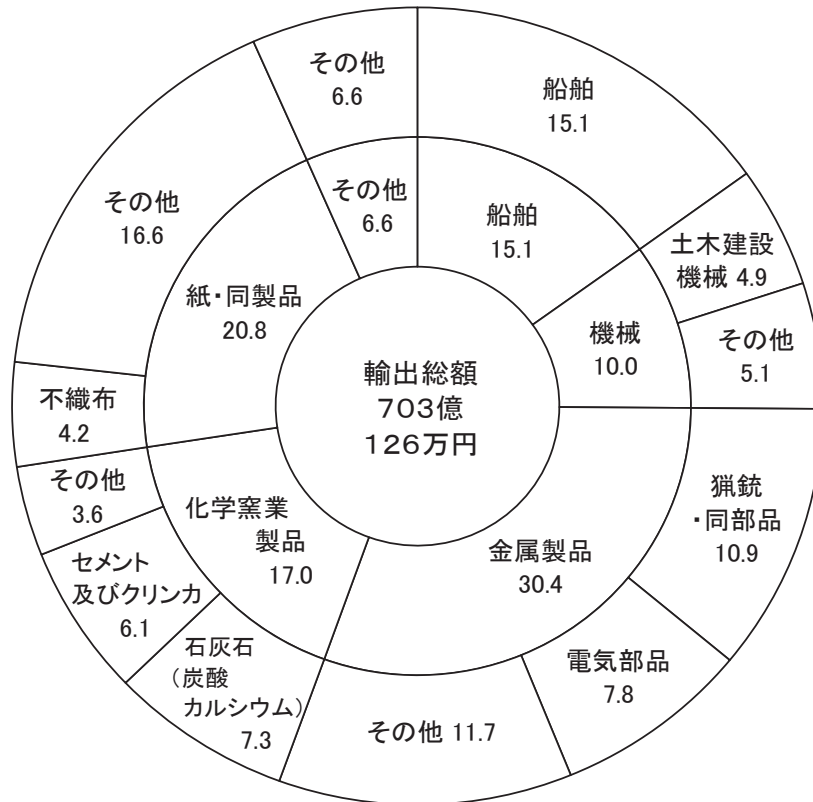 輸出総額
703億
126万円
船舶
15.1
機械
10.0
金属製品
30.4
化学窯業
製品
17.0
紙・同製品
20.8
その他
6.6
船舶
15.1
土木建設
機械 4.9
その他
5.1
猟銃
・同部品
10.9
電気部品
7.8
その他 11.7
石灰石
（炭酸
カルシウム）
7.3
セメント
及びクリンカ
6.1
その他
3.6
不織布
4.2
その他
16.6
その他
6.6